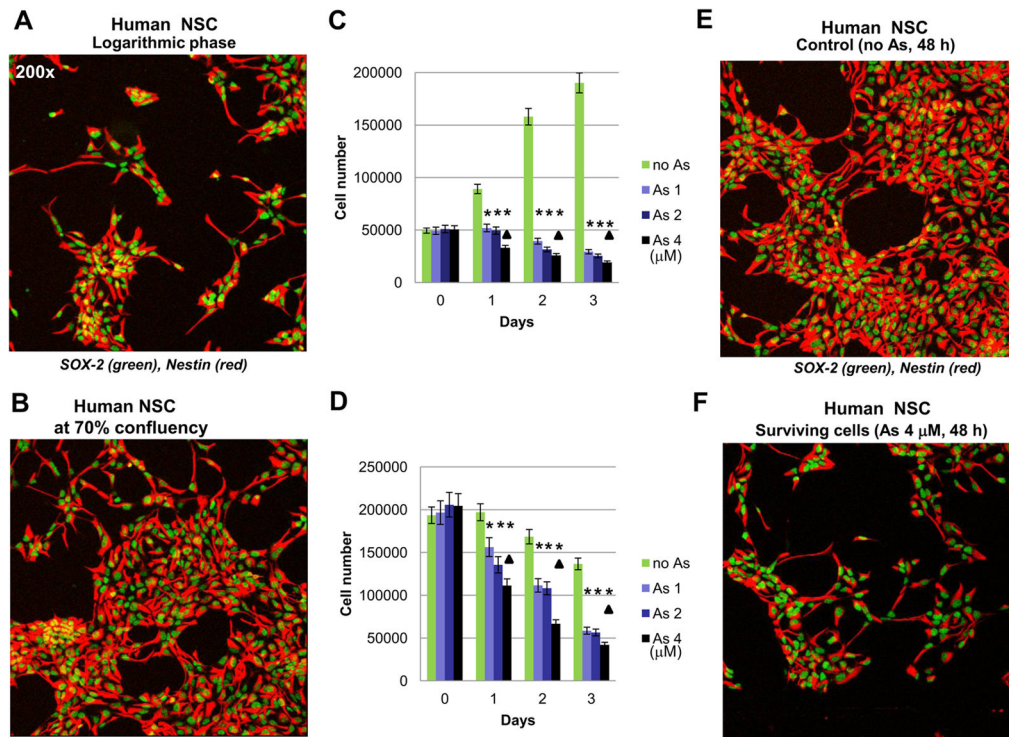 A
Human NSC
Logarithmic phase
200x
SOX-2 (green), Nestin (red)
B
Human NSC
at 70% confluency
C
200000
150000
100000
50000
0
Cell number
***
***
***
0 1 2 3
Days
no As
As 1
As 2
As 4
(μM)
D
250000
200000
150000
100000
50000
0
Cell number
***
***
***
0 1 2 3
Days
no As
As 1
As 2
As 4
(μM)
E
Human NSC
Control (no As, 48 h)
SOX-2 (green), Nestin (red)
F
Human NSC
Surviving cells (As 4 μM, 48 h)